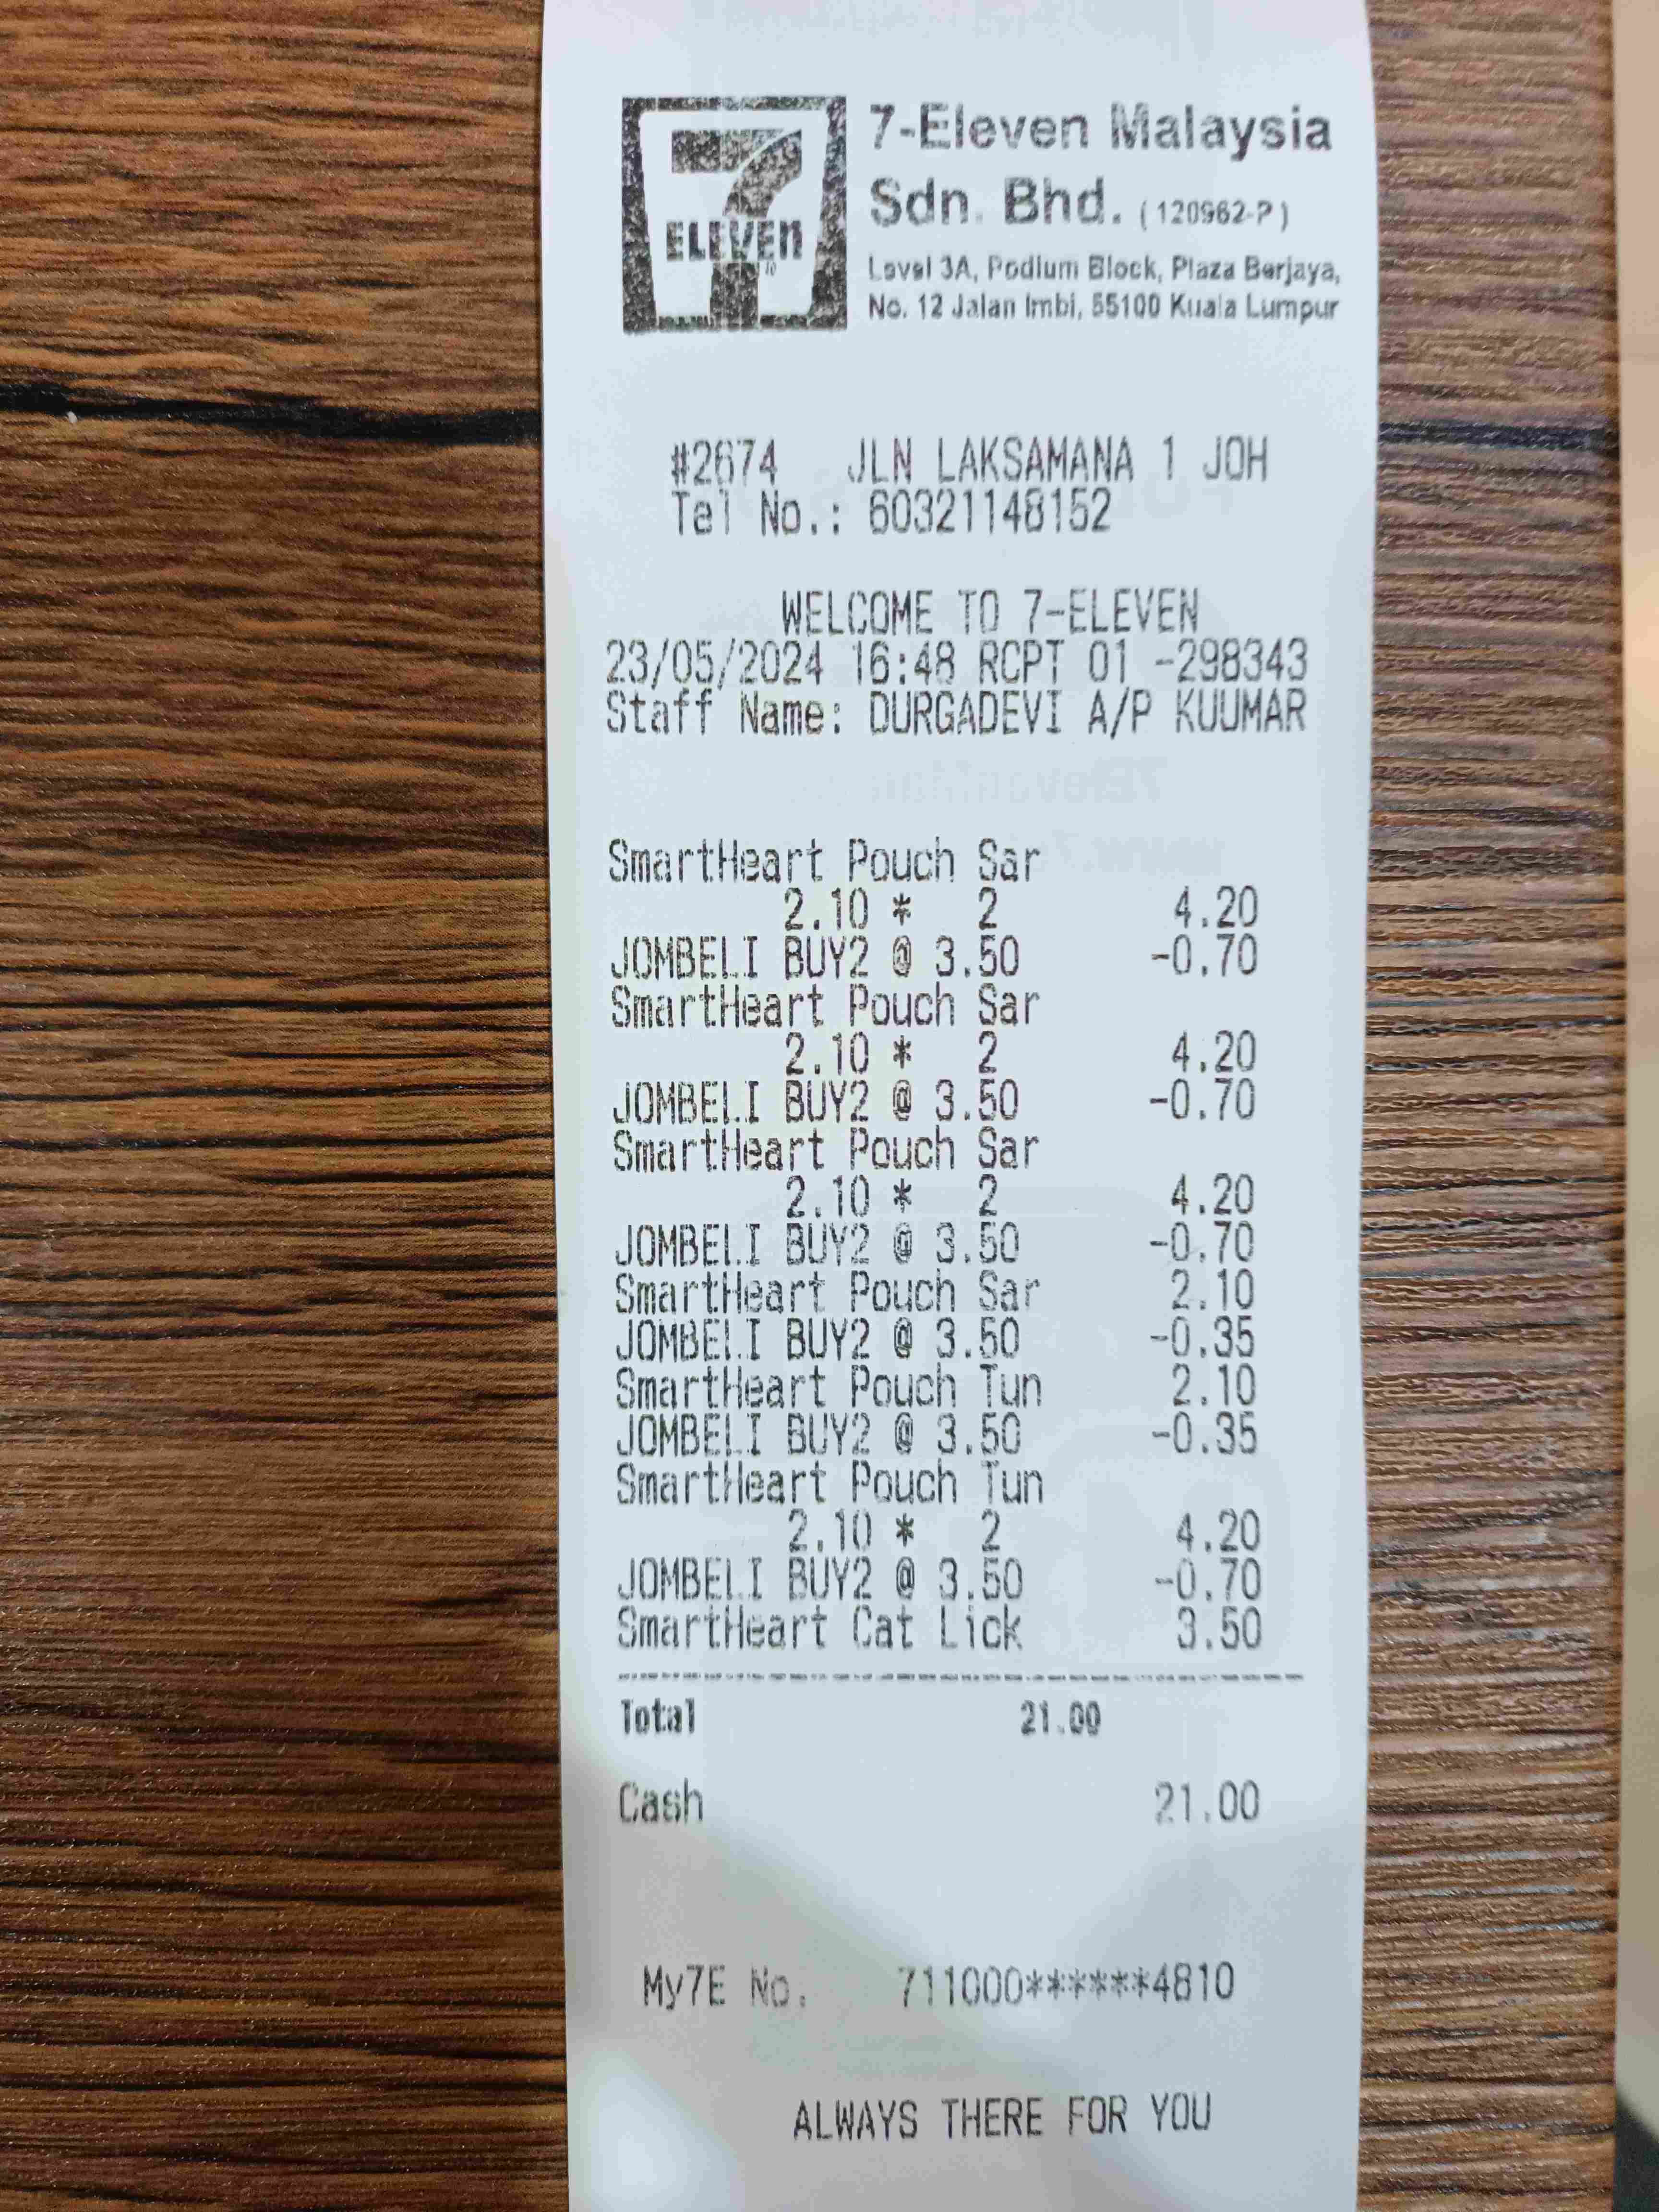 7-Eleven Malaysia
Sdn. Bhd. (120962-P)
Level 3A, Podium Block, Plaza Berjaya,
No. 12 Jalan Imbi, 55100 Kuala Lumpur
ELEVEn
#2674 JLN LAKSAMANA 1 JOH
Tel No.: 60321148152
WELCOME TO 7-ELEVEN
23/05/2024 16:48 RCPT 01 -298343
Staff Name: DURGADEVI A/P KUUMAR
SmartHeart Pouch Sar
2.10 * 2 4.20
JOMBELI BUY2 @ 3.50 -0.70
SmartHeart Pouch Sar
2.10 * 2 4.20
JOMBELI BUY2 @ 3.50 -0.70
SmartHeart Pouch Sar
2.10 * 2 4.20
JOMBELI BUY2 @ 3.50 -0.70
SmartHeart Pouch Sar 2.10
JOMBELI BUY2 @ 3.50 -0.35
SmartHeart Pouch Tun 2.10
JOMBELI BUY2 @ 3.50 -0.35
SmartHeart Pouch Tun
2.10 * 2 4.20
JOMBELI BUY2 @ 3.50 -0.70
SmartHeart Cat Lick 3.50
Total 21.00
Cash 21.00
My7E No. 711000******4810
ALWAYS THERE FOR YOU